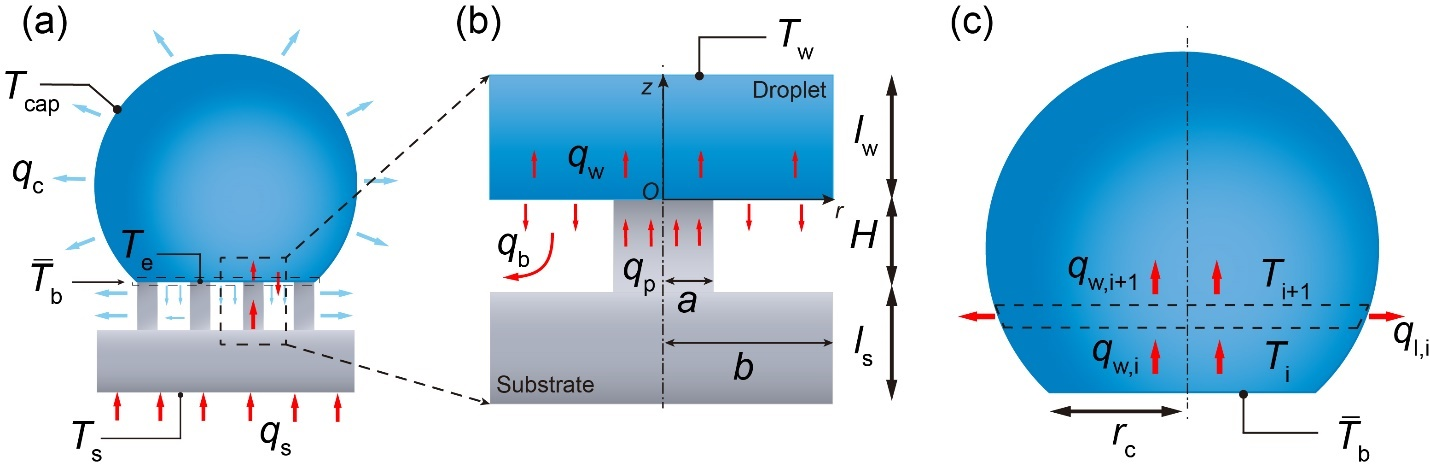 (a)
T_cap
q_c
T_e
T̅_b
T_s
q_s
(b)
T_w
z
Droplet
q_w
l_w
O
r
q_b
q_p
H
a
b
l_s
Substrate
(c)
q_w,i+1
T_i+1
q_w,i
T_i
q_l,i
r_c
T̅_b